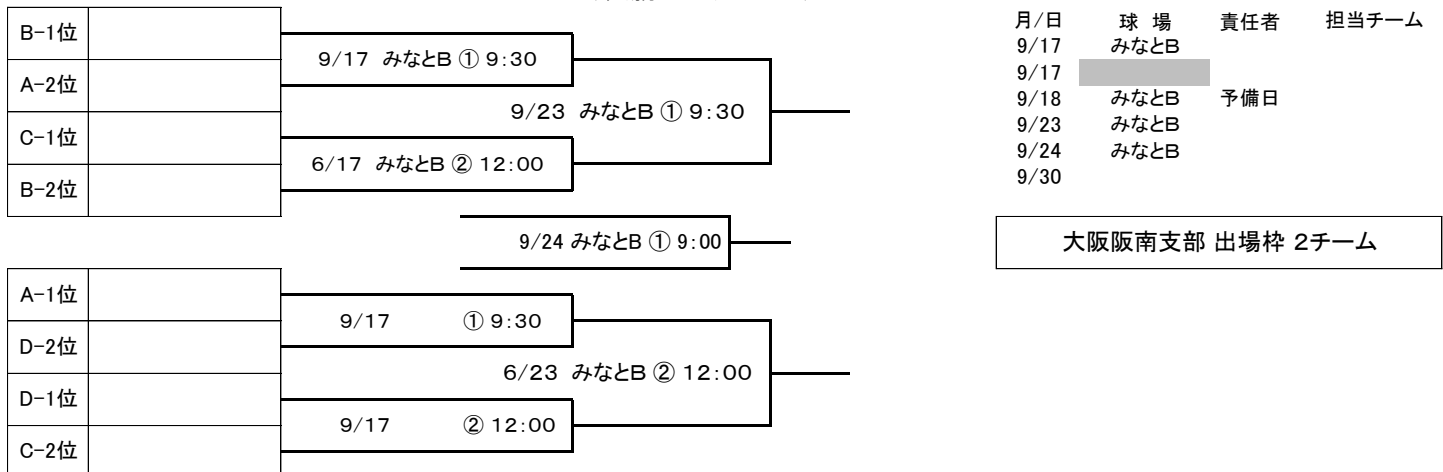 B-1位
9/17 みなとB ① 9:30
A-2位
9/23 みなとB ① 9:30
C-1位
6/17 みなとB ② 12:00
B-2位
9/24 みなとB ① 9:00
A-1位
9/17 ① 9:30
D-2位
6/23 みなとB ② 12:00
D-1位
9/17 ② 12:00
C-2位
月/日 球場 責任者 担当チーム
9/17 みなとB
9/17
9/18 みなとB 予備日
9/23 みなとB
9/24 みなとB
9/30
大阪阪南支部 出場枠 2チーム